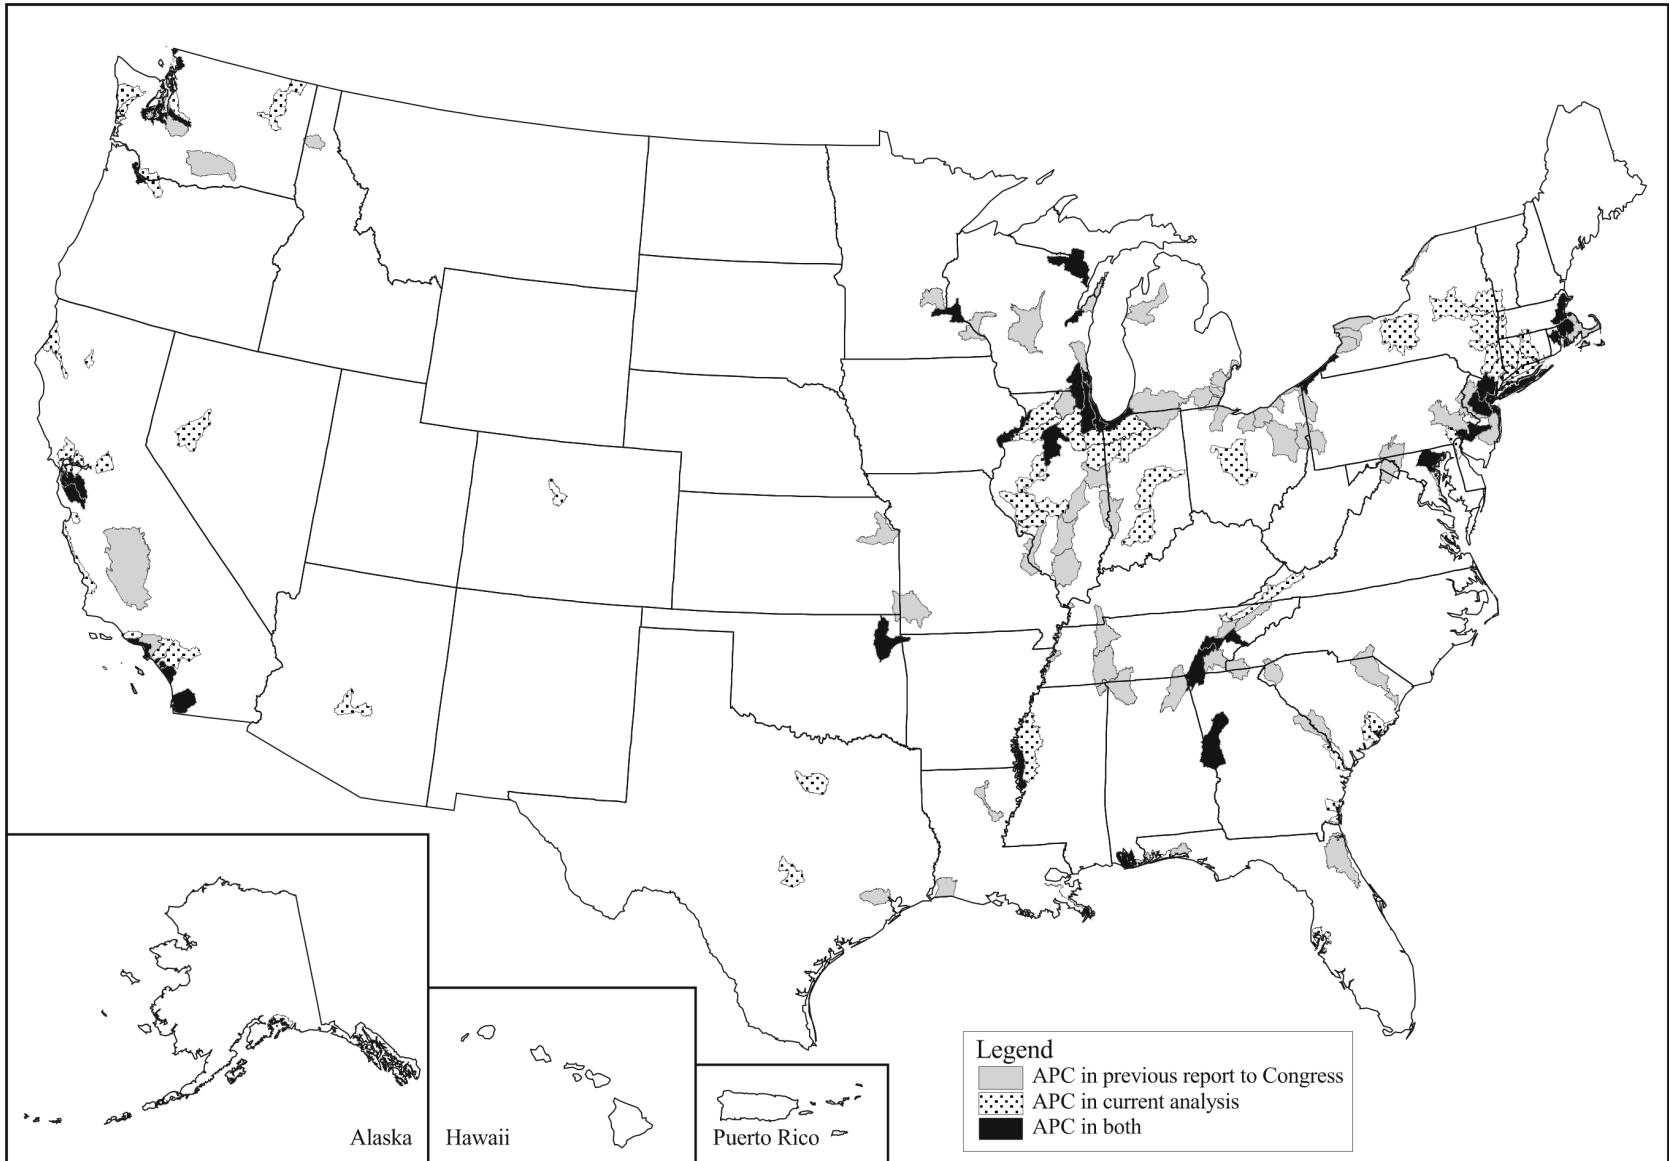 Legend
APC in previous report to Congress
APC in current analysis
APC in both
Alaska
Hawaii
Puerto Rico